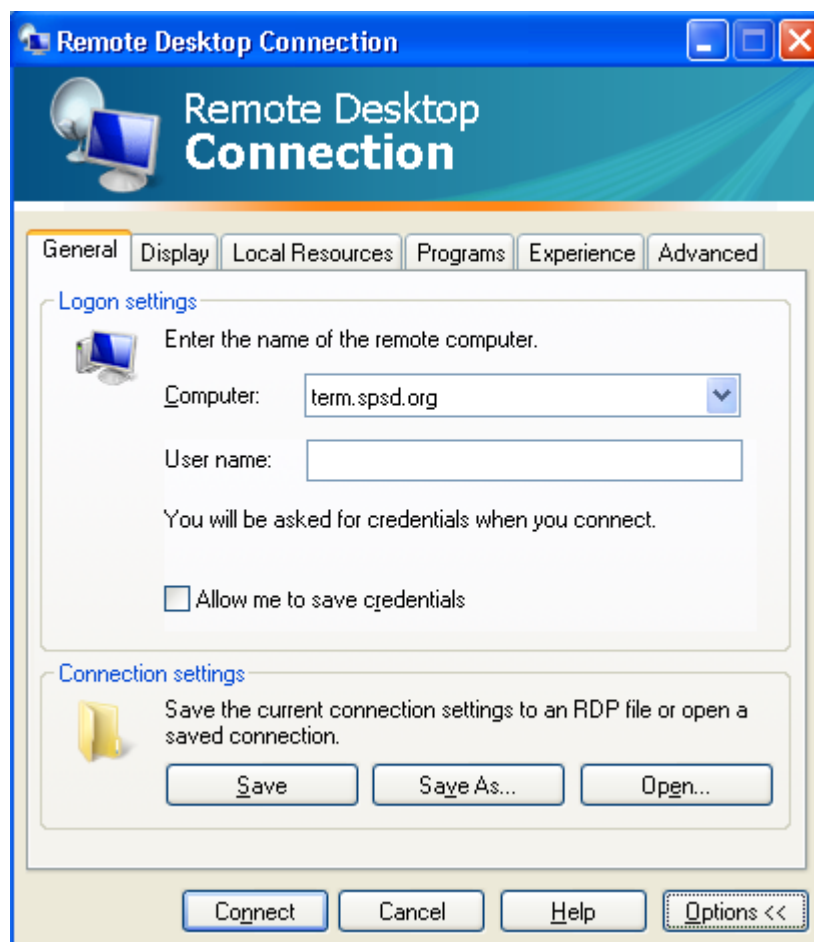 Remote Desktop Connection
Remote Desktop
Connection
General Display Local Resources Programs Experience Advanced
Logon settings
Enter the name of the remote computer.
Computer: term.spsd.org
User name:
You will be asked for credentials when you connect.
Allow me to save credentials
Connection settings
Save the current connection settings to an RDP file or open a
saved connection.
Save Save As... Open...
Connect Cancel Help Options <<